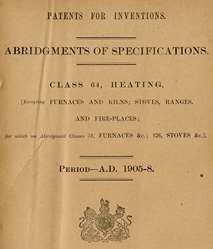 PATENTS FOR INVENTIONS.
ABRIDGMENTS OF SPECIFICATIONS.
CLASS 64, HEATING,
[Excepting FURNACES AND KILNS; STOVES, RANGES,
AND FIRE-PLACES;
for which see Abridgment Classes 51, FURNACES &c.; 126, STOVES &c.].
PERIOD—A.D. 1905-8.